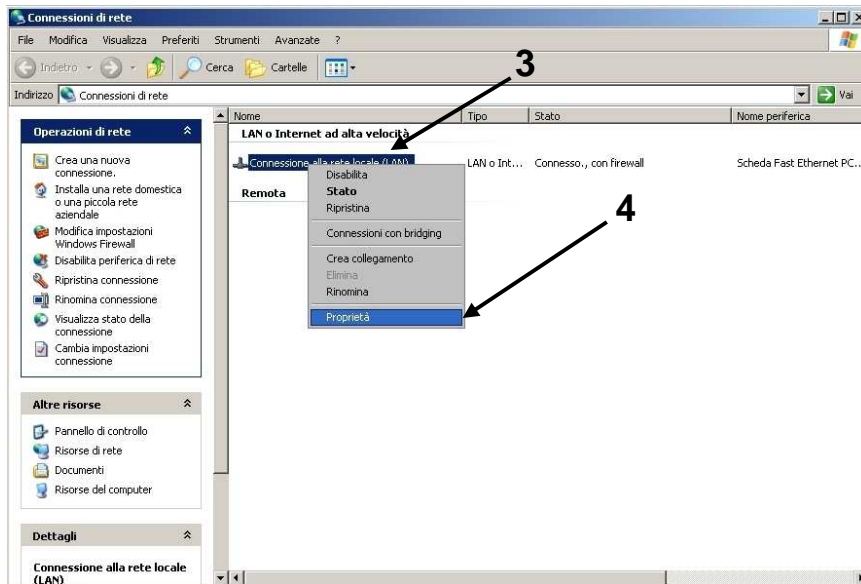 Connessioni di rete
File Modifica Visualizza Preferiti Strumenti Avanzate ?
Indietro Cerca Cartelle
3
Indirizzo Connessioni di rete Vai
Operazioni di rete
Crea una nuova
connessione.
Installa una rete domestica
o una piccola rete
aziendale
Modifica impostazioni
Windows Firewall
Disabilita periferica di rete
Ripristina connessione
Rinomina connessione
Visualizza stato della
connessione
Cambia impostazioni
connessione
Altre risorse
Pannello di controllo
Risorse di rete
Documenti
Risorse del computer
Dettagli
Connessione alla rete locale
(LAN)
Nome Tipo Stato Nome periferica
LAN o Internet ad alta velocità
Connessione alla rete locale (LAN) LAN o Int... Connesso., con firewall Scheda Fast Ethernet PC...
Remota
Disabilita
Stato
Ripristina
Connessioni con bridging
Crea collegamento
Elimina
Rinomina
Proprietà
4